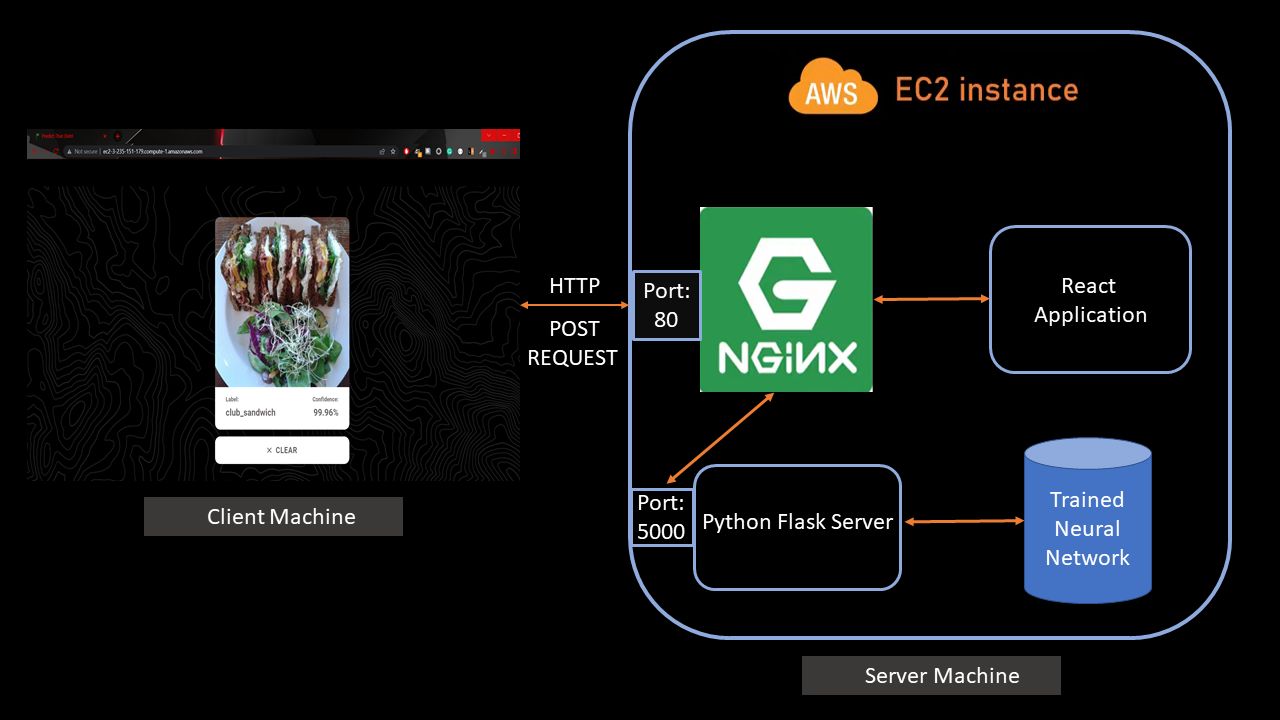 AWS EC2 instance
Not secure | ec2-3-235-151-179.compute-1.amazonaws.com
Label: Confidence:
club_sandwich 99.96%
× CLEAR
Client Machine
HTTP
POST
REQUEST
Port:
80
NGiNX
React
Application
Port:
5000
Python Flask Server
Trained
Neural
Network
Server Machine